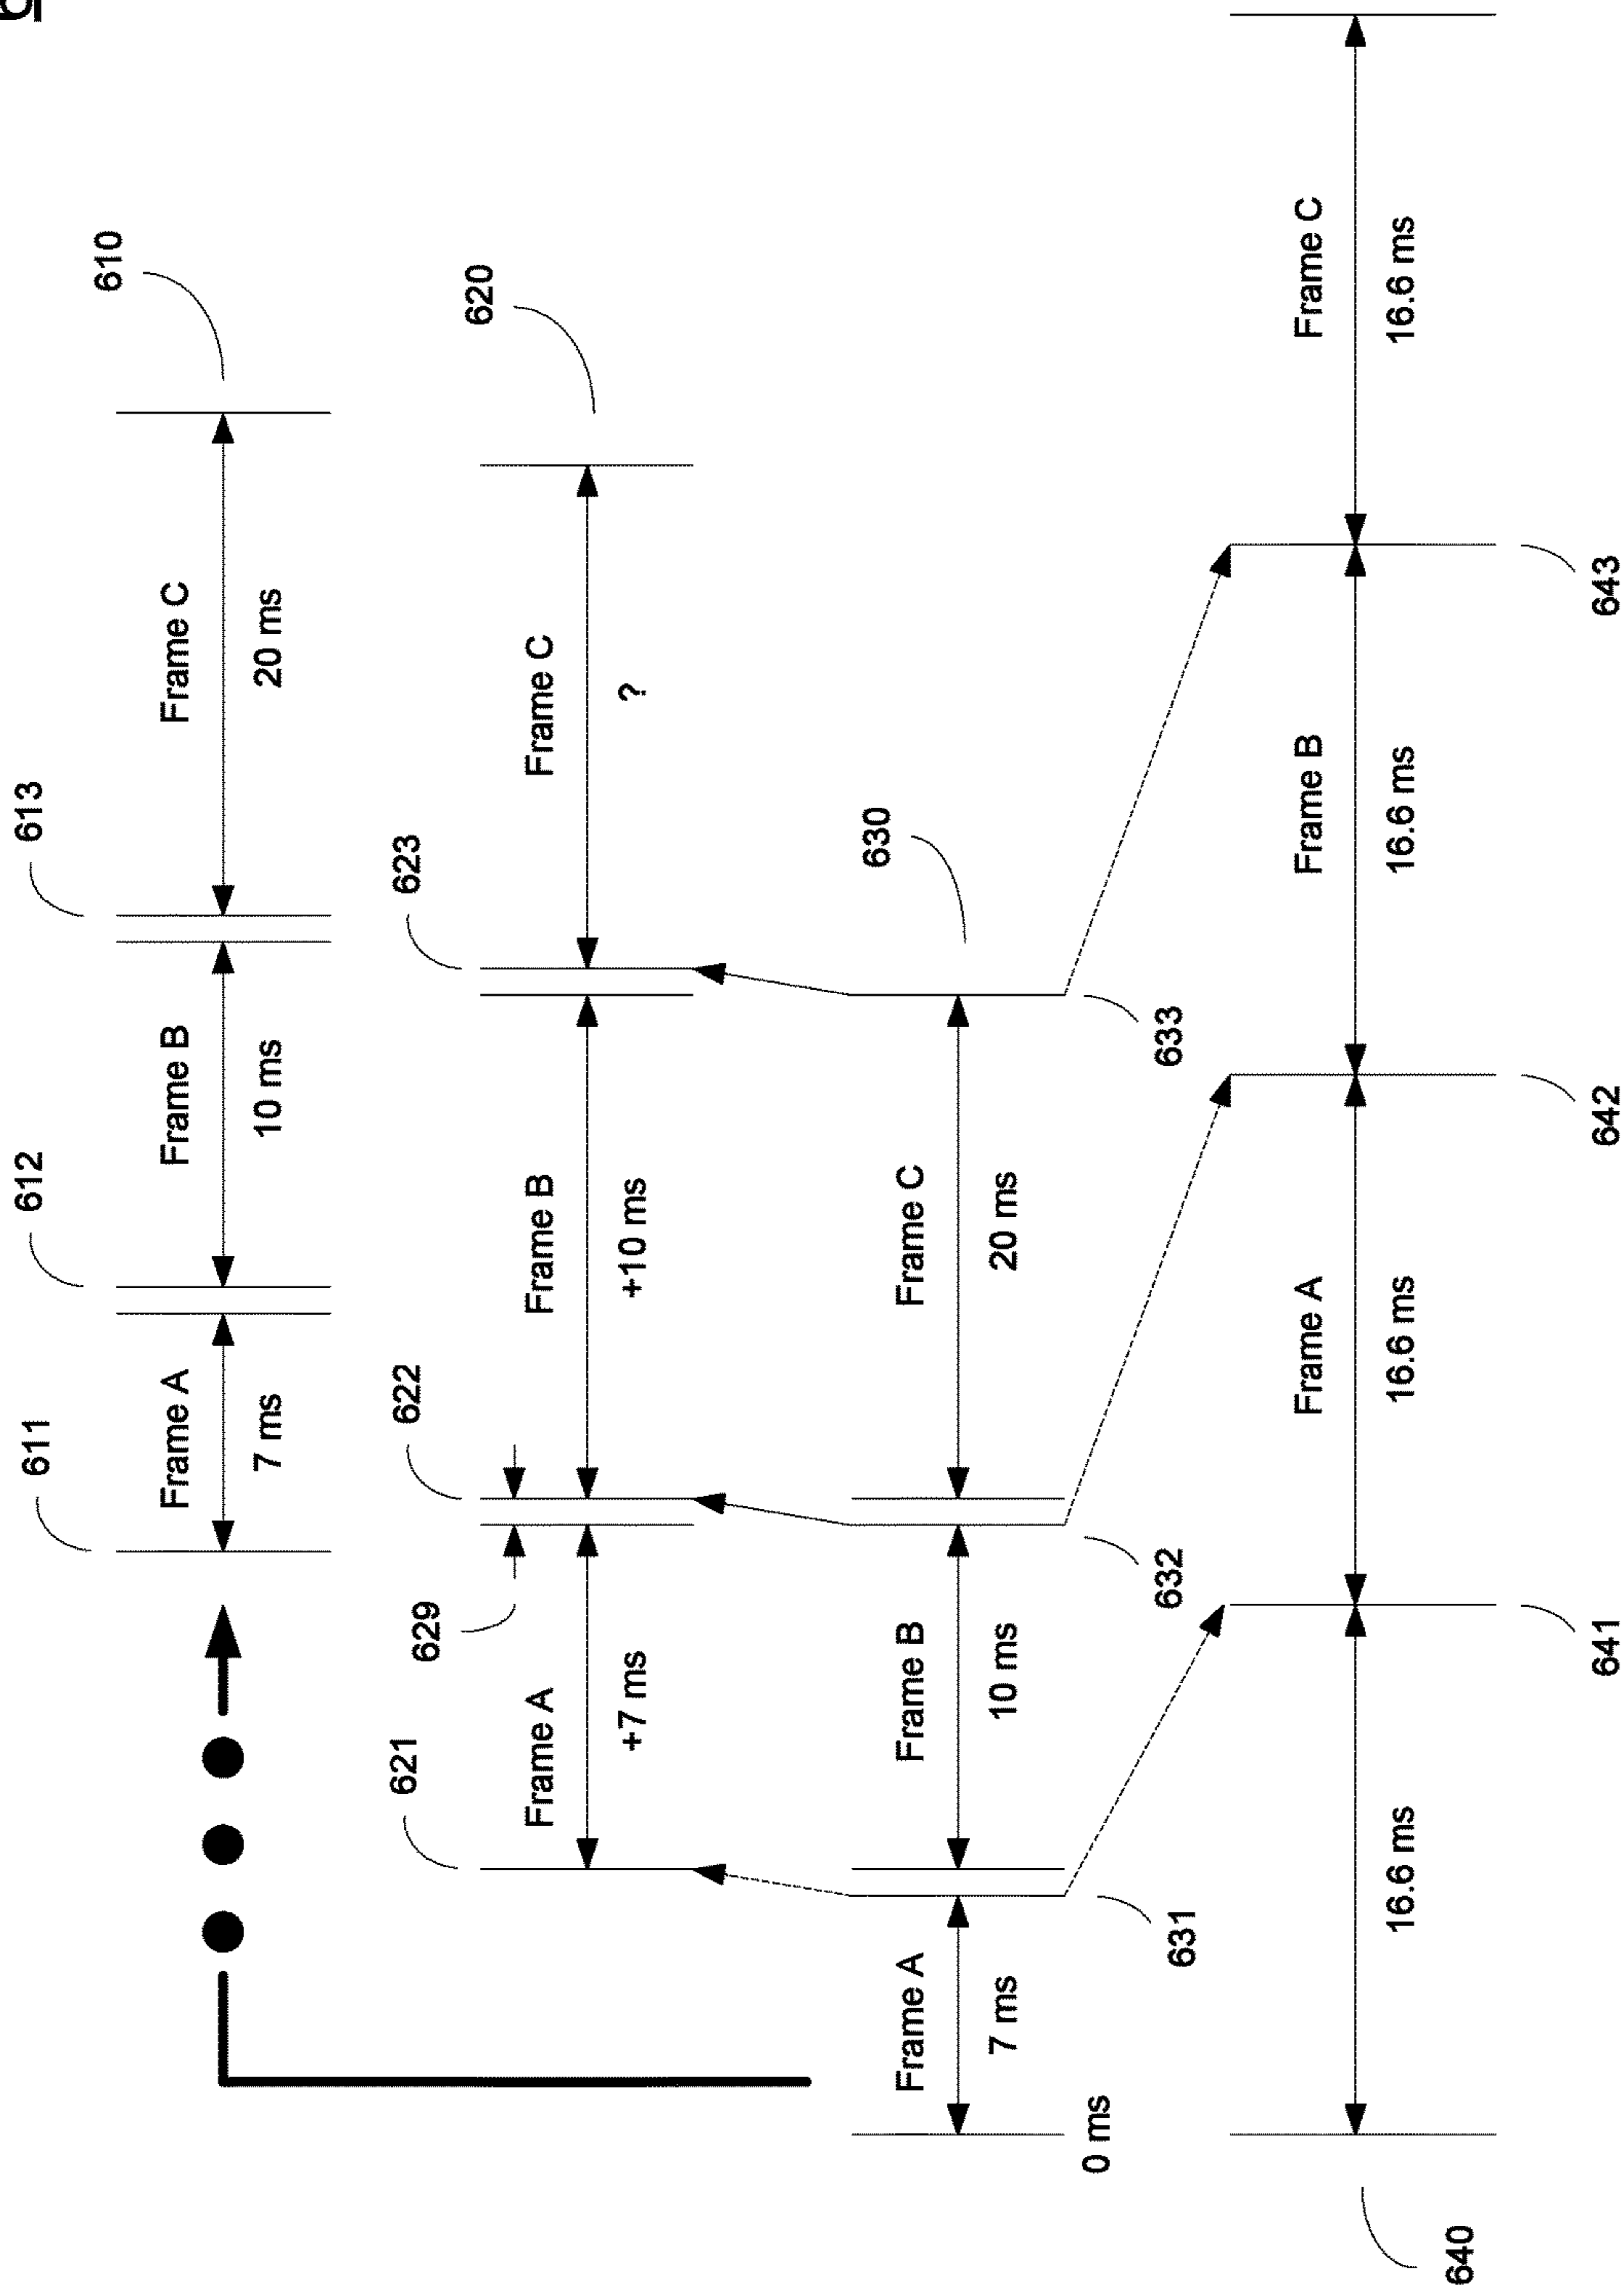 611
612
613
610
Frame A
Frame B
Frame C
7 ms
10 ms
20 ms
621
622
623
629
620
Frame A
Frame B
Frame C
+7 ms
+10 ms
?
630
Frame A
Frame B
Frame C
7 ms
10 ms
20 ms
0 ms
631
632
633
Frame A
Frame B
Frame C
16.6 ms
16.6 ms
16.6 ms
16.6 ms
640
641
642
643